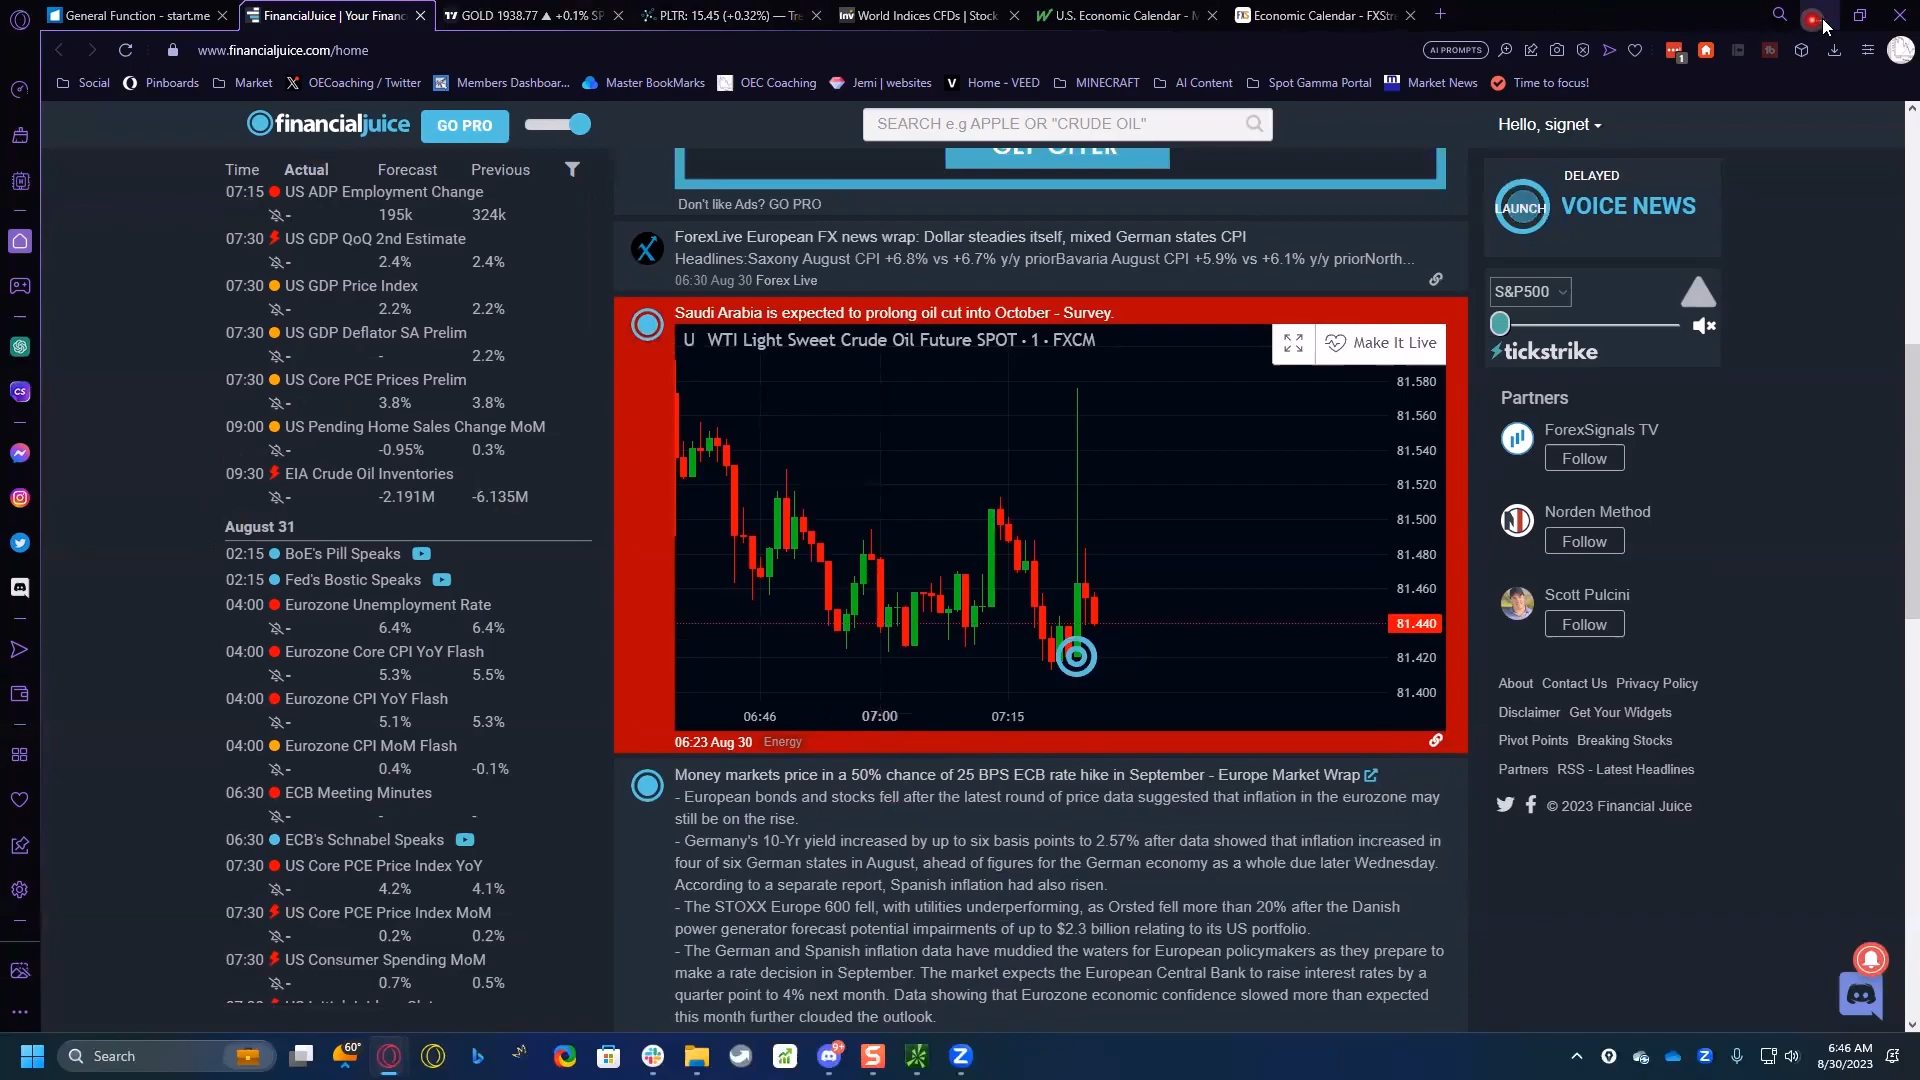 General Function - start.me
FinancialJuice | Your Financ
GOLD 1938.77 ▲ +0.1% SP
PLTR: 15.45 (+0.32%) — Tr
World Indices CFDs | Stock
U.S. Economic Calendar - M
Economic Calendar - FXStr
www.financialjuice.com/home
AI PROMPTS
Social
Pinboards
Market
OECoaching / Twitter
Members Dashboar...
Master BookMarks
OEC Coaching
Jemi | websites
Home - VEED
MINECRAFT
AI Content
Spot Gamma Portal
Market News
Time to focus!
financialjuice
GO PRO
SEARCH e.g APPLE OR "CRUDE OIL"
Hello, signet
Time Actual Forecast Previous
07:15 US ADP Employment Change
- 195k 324k
07:30 US GDP QoQ 2nd Estimate
- 2.4% 2.4%
07:30 US GDP Price Index
- 2.2% 2.2%
07:30 US GDP Deflator SA Prelim
- - 2.2%
07:30 US Core PCE Prices Prelim
- 3.8% 3.8%
09:00 US Pending Home Sales Change MoM
- -0.95% 0.3%
09:30 EIA Crude Oil Inventories
- -2.191M -6.135M
August 31
02:15 BoE's Pill Speaks
02:15 Fed's Bostic Speaks
04:00 Eurozone Unemployment Rate
- 6.4% 6.4%
04:00 Eurozone Core CPI YoY Flash
- 5.3% 5.5%
04:00 Eurozone CPI YoY Flash
- 5.1% 5.3%
04:00 Eurozone CPI MoM Flash
- 0.4% -0.1%
06:30 ECB Meeting Minutes
- - -
06:30 ECB's Schnabel Speaks
07:30 US Core PCE Price Index YoY
- 4.2% 4.1%
07:30 US Core PCE Price Index MoM
- 0.2% 0.2%
07:30 US Consumer Spending MoM
- 0.7% 0.5%
GET OFFER
Don't like Ads? GO PRO
ForexLive European FX news wrap: Dollar steadies itself, mixed German states CPI
Headlines:Saxony August CPI +6.8% vs +6.7% y/y priorBavaria August CPI +5.9% vs +6.1% y/y priorNorth...
06:30 Aug 30 Forex Live
Saudi Arabia is expected to prolong oil cut into October - Survey.
U WTI Light Sweet Crude Oil Future SPOT · 1 · FXCM
Make It Live
81.580
81.560
81.540
81.520
81.500
81.480
81.460
81.440
81.420
81.400
06:46 07:00 07:15
06:23 Aug 30 Energy
Money markets price in a 50% chance of 25 BPS ECB rate hike in September - Europe Market Wrap
- European bonds and stocks fell after the latest round of price data suggested that inflation in the eurozone may
still be on the rise.
- Germany's 10-Yr yield increased by up to six basis points to 2.57% after data showed that inflation increased in
four of six German states in August, ahead of figures for the German economy as a whole due later Wednesday.
According to a separate report, Spanish inflation had also risen.
- The STOXX Europe 600 fell, with utilities underperforming, as Orsted fell more than 20% after the Danish
power generator forecast potential impairments of up to $2.3 billion relating to its US portfolio.
- The German and Spanish inflation data have muddied the waters for European policymakers as they prepare to
make a rate decision in September. The market expects the European Central Bank to raise interest rates by a
quarter point to 4% next month. Data showing that Eurozone economic confidence slowed more than expected
this month further clouded the outlook.
DELAYED
LAUNCH
VOICE NEWS
S&P500
tickstrike
Partners
ForexSignals TV
Follow
Norden Method
Follow
Scott Pulcini
Follow
About Contact Us Privacy Policy
Disclaimer Get Your Widgets
Pivot Points Breaking Stocks
Partners RSS - Latest Headlines
© 2023 Financial Juice
Search
60°
9+
6:46 AM
8/30/2023